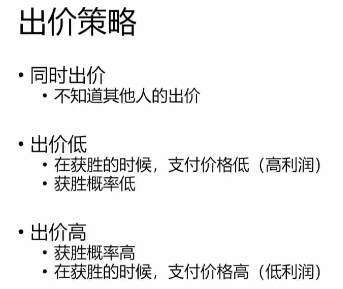 出价策略
• 同时出价
• 不知道其他人的出价
• 出价低
• 在获胜的时候，支付价格低（高利润）
• 获胜概率低
• 出价高
• 获胜概率高
• 在获胜的时候，支付价格高（低利润）